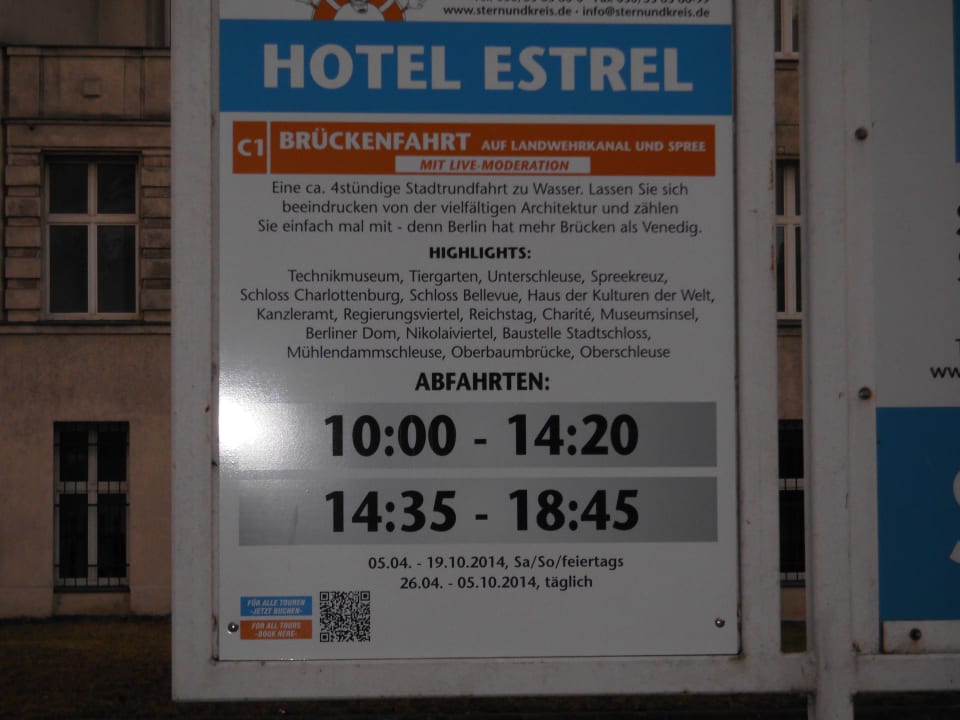 www.sternundkreis.de · info@sternundkreis.de
HOTEL ESTREL
C1 BRÜCKENFAHRT AUF LANDWEHRKANAL UND SPREE
MIT LIVE-MODERATION
Eine ca. 4stündige Stadtrundfahrt zu Wasser. Lassen Sie sich
beeindrucken von der vielfältigen Architektur und zählen
Sie einfach mal mit - denn Berlin hat mehr Brücken als Venedig.
HIGHLIGHTS:
Technikmuseum, Tiergarten, Unterschleuse, Spreekreuz,
Schloss Charlottenburg, Schloss Bellevue, Haus der Kulturen der Welt,
Kanzleramt, Regierungsviertel, Reichstag, Charité, Museumsinsel,
Berliner Dom, Nikolaiviertel, Baustelle Stadtschloss,
Mühlendammschleuse, Oberbaumbrücke, Oberschleuse
ABFAHRTEN:
10:00 - 14:20
14:35 - 18:45
05.04. - 19.10.2014, Sa/So/feiertags
26.04. - 05.10.2014, täglich
FÜR ALLE TOUREN
-JETZT BUCHEN-
FOR ALL TOURS
-BOOK HERE-